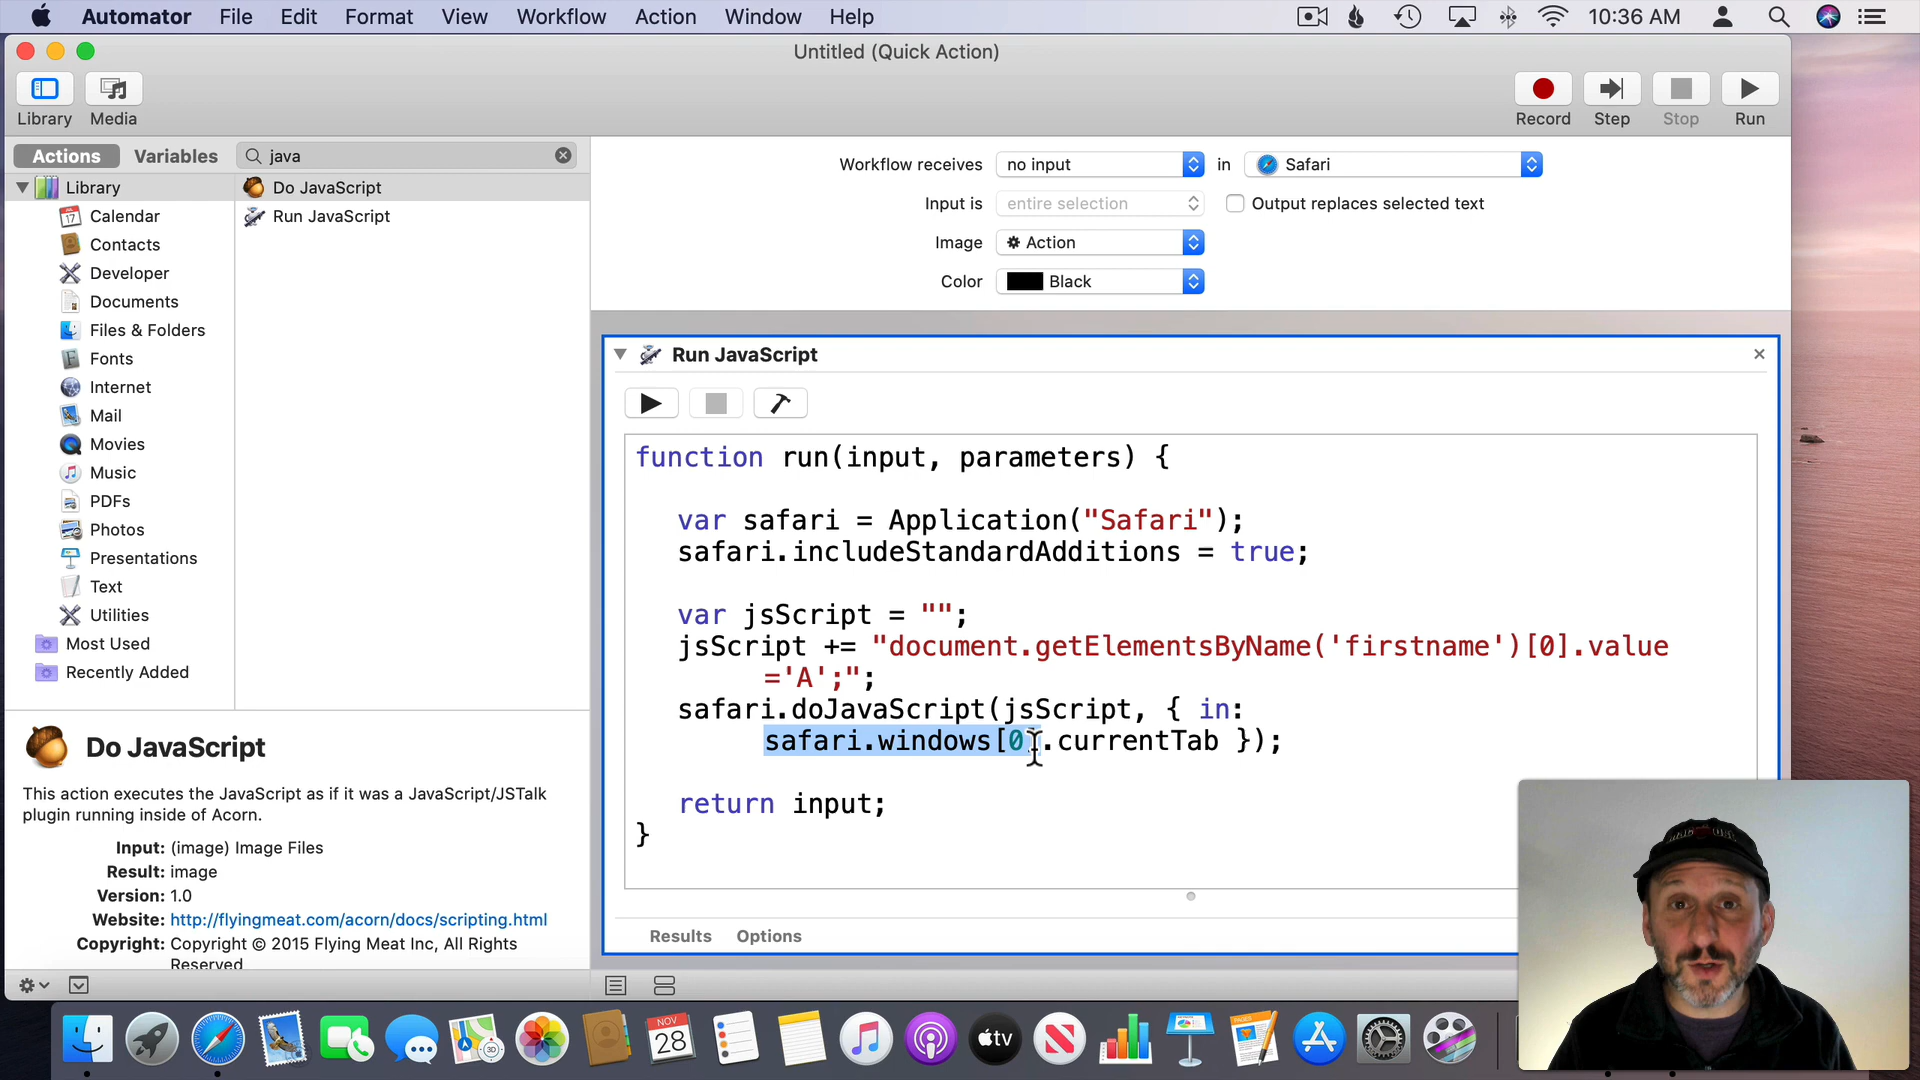 Automator File Edit Format View Workflow Action Window Help 10:36 AM
Untitled (Quick Action)
Library Media Record Step Stop Run
Actions Variables java
Library
Calendar
Contacts
Developer
Documents
Files & Folders
Fonts
Internet
Mail
Movies
Music
PDFs
Photos
Presentations
Text
Utilities
Most Used
Recently Added
Do JavaScript
Run JavaScript
Workflow receives no input in Safari
Input is entire selection Output replaces selected text
Image Action
Color Black
Run JavaScript
function run(input, parameters) {
var safari = Application("Safari");
safari.includeStandardAdditions = true;
var jsScript = "";
jsScript += "document.getElementsByName('firstname')[0].value
='A';";
safari.doJavaScript(jsScript, { in:
safari.windows[0].currentTab });
return input;
}
Results Options
Do JavaScript
This action executes the JavaScript as if it was a JavaScript/JSTalk
plugin running inside of Acorn.
Input: (image) Image Files
Result: image
Version: 1.0
Website: http://flyingmeat.com/acorn/docs/scripting.html
Copyright: Copyright © 2015 Flying Meat Inc, All Rights
Reserved
NOV
28
3D
tv